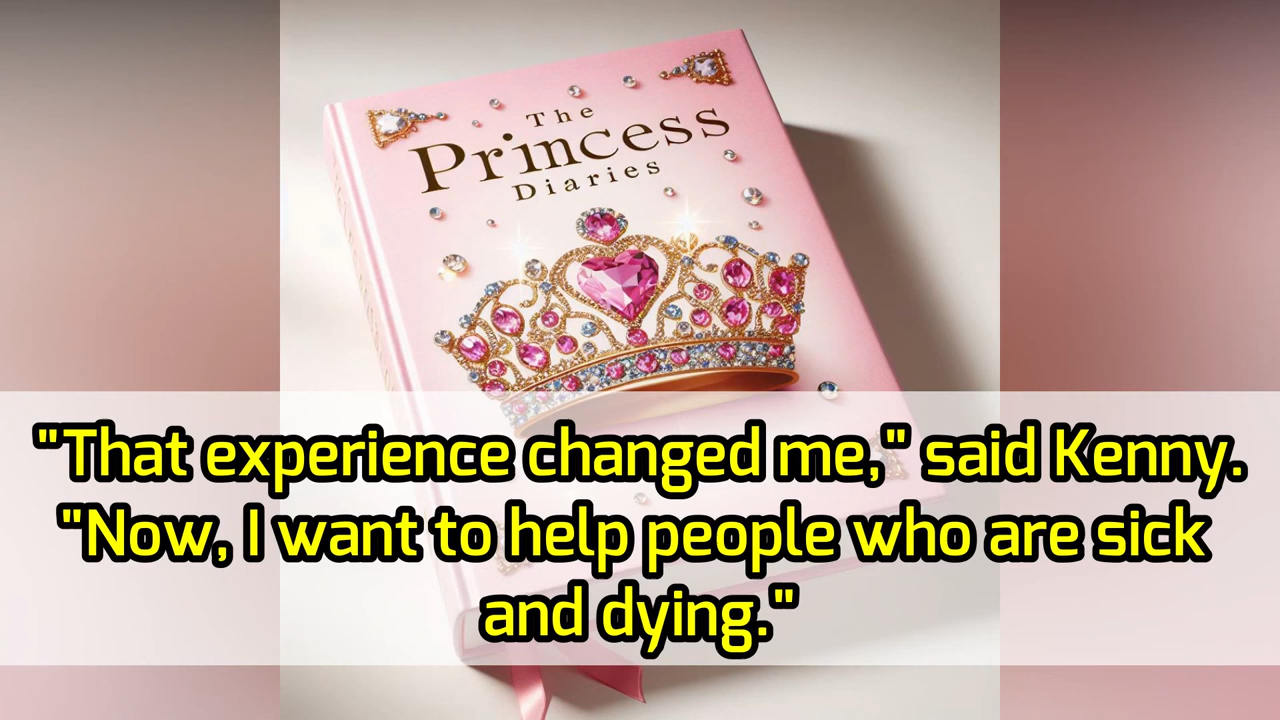 The
Princess
Diaries
"That experience changed me," said Kenny.
"Now, I want to help people who are sick
and dying."